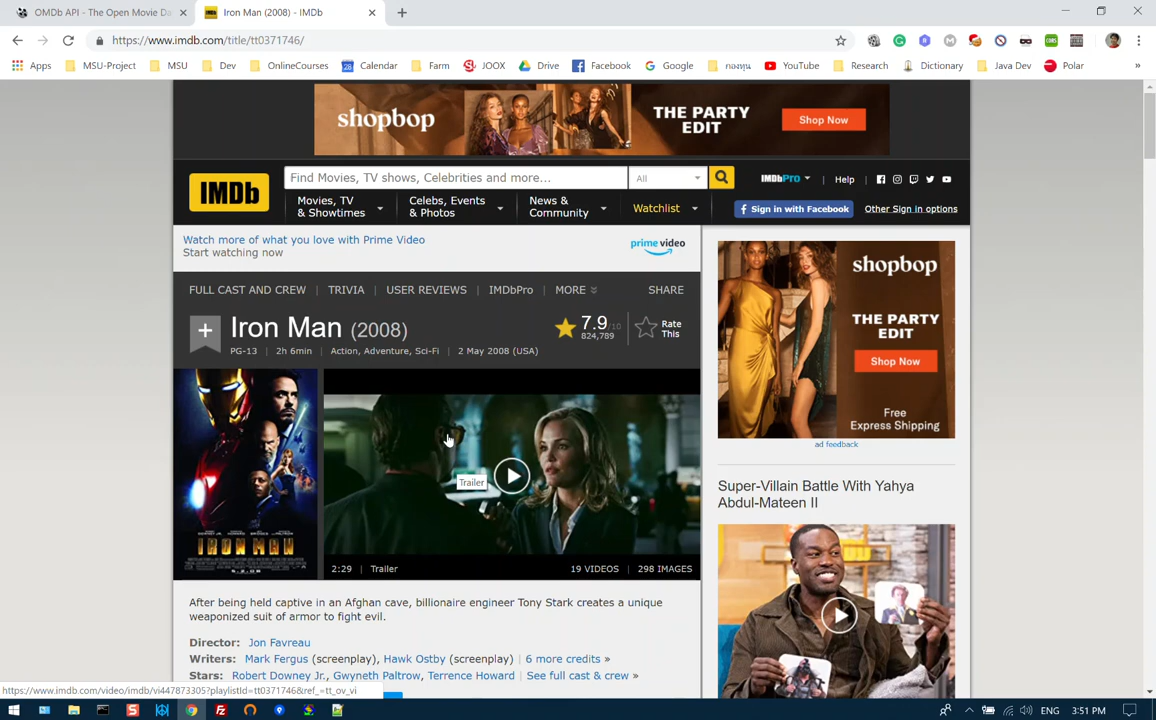 OMDb API - The Open Movie Da
Iron Man (2008) - IMDb
https://www.imdb.com/title/tt0371746/
Apps MSU-Project MSU Dev OnlineCourses Calendar Farm JOOX Drive Facebook Google กองทุน YouTube Research Dictionary Java Dev Polar »
shopbop
THE PARTY
EDIT
Shop Now
IMDb
Find Movies, TV shows, Celebrities and more...
All
IMDbPro
Help
Movies, TV
& Showtimes
Celebs, Events
& Photos
News &
Community
Watchlist
Sign in with Facebook
Other Sign in options
Watch more of what you love with Prime Video
Start watching now
prime video
FULL CAST AND CREW | TRIVIA | USER REVIEWS | IMDbPro | MORE
SHARE
Iron Man (2008)
PG-13 | 2h 6min | Action, Adventure, Sci-Fi | 2 May 2008 (USA)
7.9/10
824,789
Rate
This
IRON MAN
Trailer
2:29 | Trailer
19 VIDEOS | 298 IMAGES
After being held captive in an Afghan cave, billionaire engineer Tony Stark creates a unique
weaponized suit of armor to fight evil.
Director: Jon Favreau
Writers: Mark Fergus (screenplay), Hawk Ostby (screenplay) | 6 more credits »
Stars: Robert Downey Jr., Gwyneth Paltrow, Terrence Howard | See full cast & crew »
shopbop
THE PARTY
EDIT
Shop Now
Free
Express Shipping
ad feedback
Super-Villain Battle With Yahya
Abdul-Mateen II
https://www.imdb.com/video/imdb/vi447873305?playlistId=tt0371746&ref_=tt_ov_vi
ENG
3:51 PM